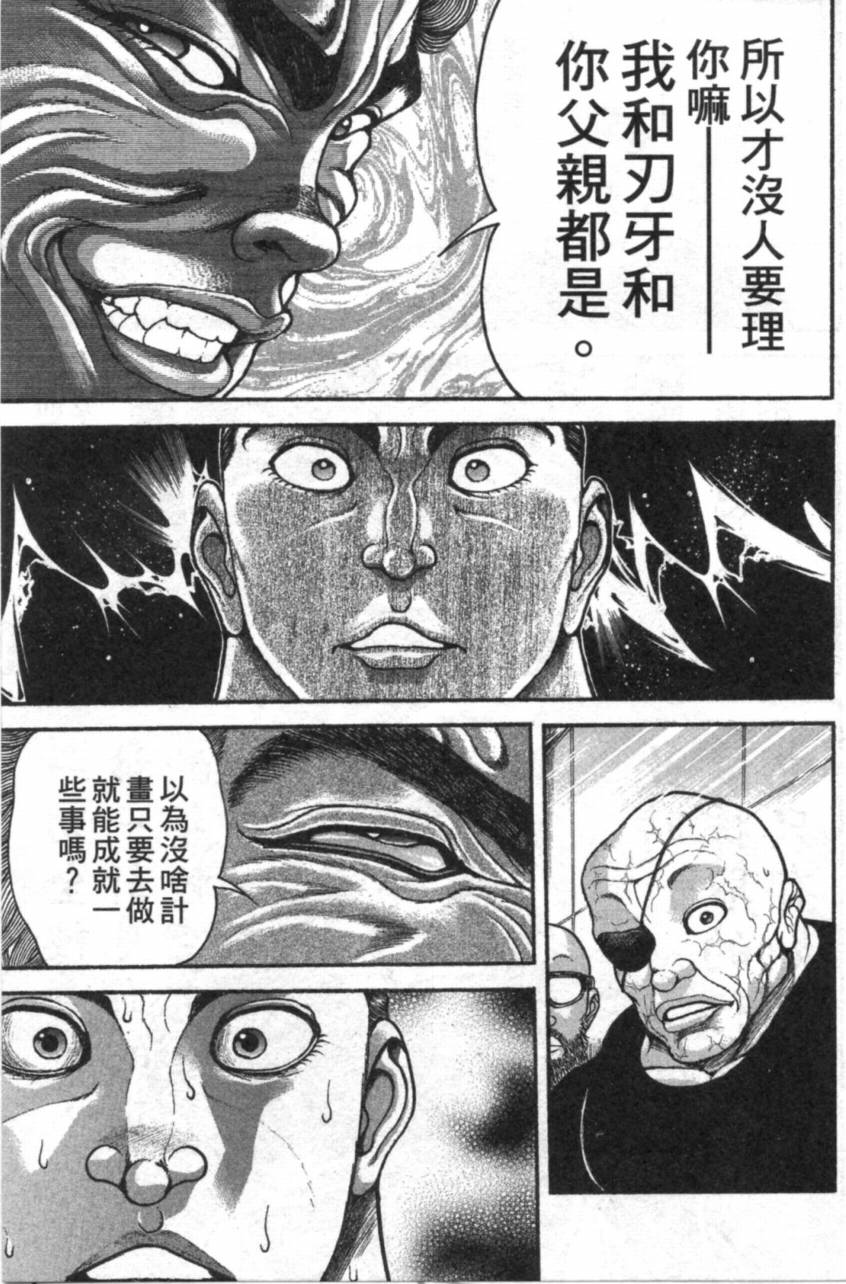 所以才沒人要理
你嘛——
我和刃牙和
你父親都是。
以為沒啥計
畫只要去做
就能成就一
些事嗎？